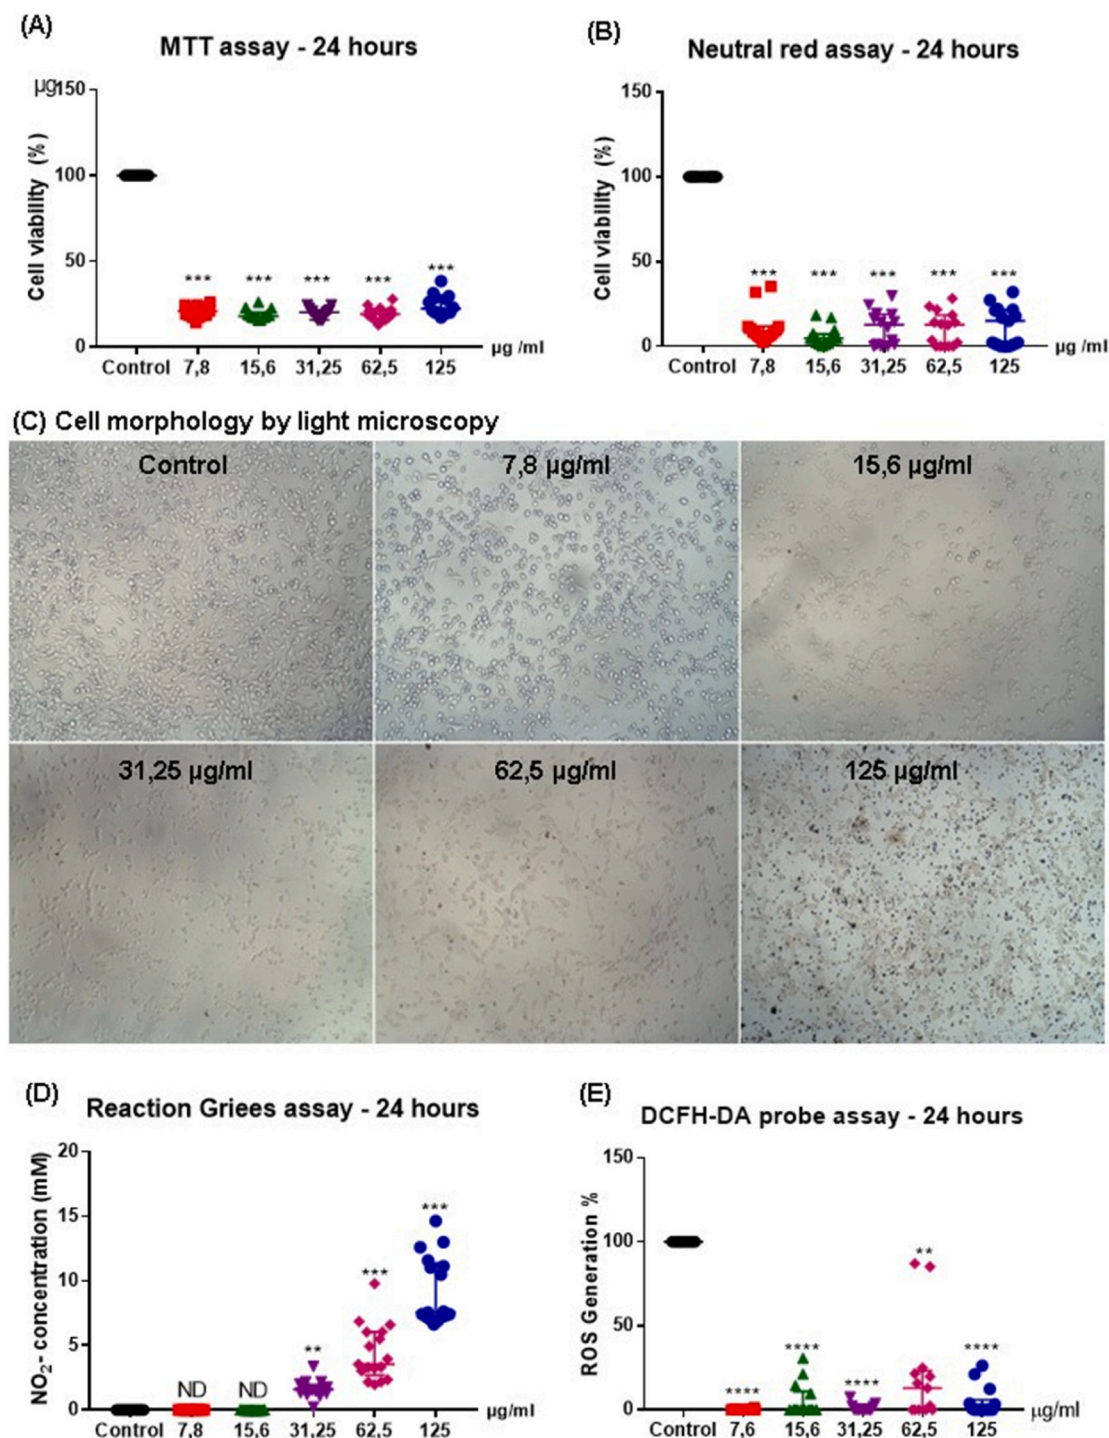 (A)
MTT assay - 24 hours
µg150
100
50
0
Cell viability (%)
***
***
***
***
***
Control 7,8 15,6 31,25 62,5 125
µg /ml
(B)
Neutral red assay - 24 hours
150
100
50
0
Cell viability (%)
***
***
***
***
***
Control 7,8 15,6 31,25 62,5 125
µg /ml
(C) Cell morphology by light microscopy
Control
7,8 µg/ml
15,6 µg/ml
31,25 µg/ml
62,5 µg/ml
125 µg/ml
(D)
Reaction Griees assay - 24 hours
20
15
10
5
0
NO₂- concentration (mM)
ND
ND
**
***
***
Control 7,8 15,6 31,25 62,5 125
µg/ml
(E)
DCFH-DA probe assay - 24 hours
150
100
50
0
ROS Generation %
****
****
****
**
****
Control 7,6 15,6 31,25 62,5 125
µg/ml